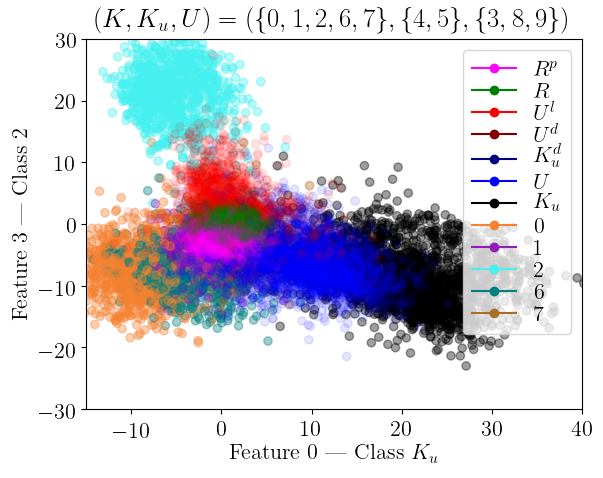 (K, K_u, U) = ({0, 1, 2, 6, 7}, {4, 5}, {3, 8, 9})
30
20
10
0
−10
−20
−30
Feature 3 — Class 2
R^p
R
U^l
U^d
K_u^d
U
K_u
0
1
2
6
7
−10
0
10
20
30
40
Feature 0 — Class K_u